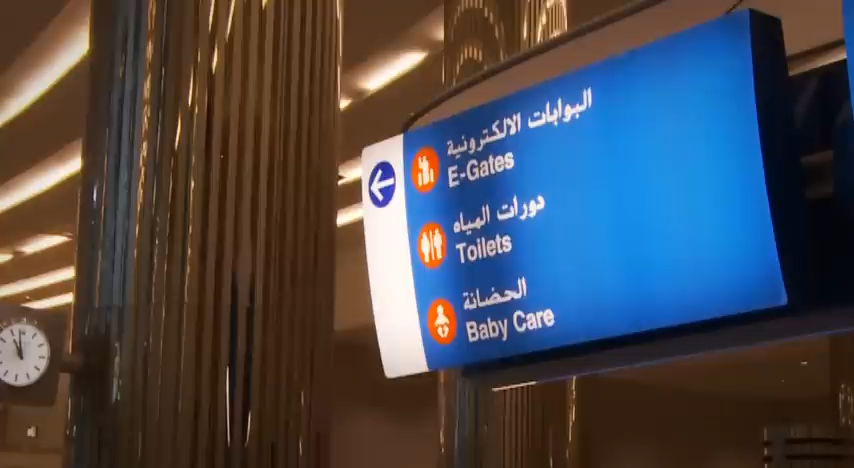 البوابات الالكترونية
E-Gates
دورات المياه
Toilets
الحضانة
Baby Care